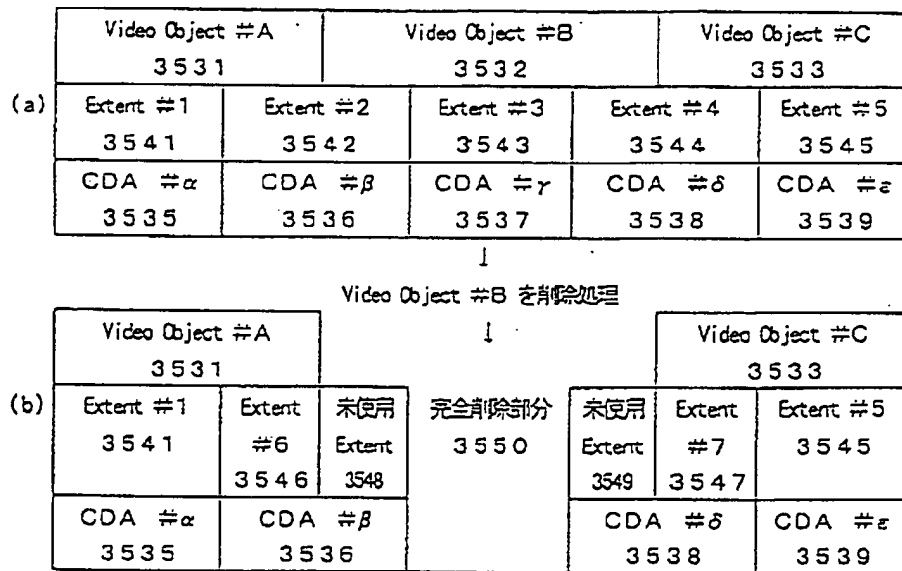 Video Object #A Video Object #B Video Object #C
3531 3532 3533
(a) Extent #1 Extent #2 Extent #3 Extent #4 Extent #5
3541 3542 3543 3544 3545
CDA #α CDA #β CDA #γ CDA #δ CDA #ε
3535 3536 3537 3538 3539
↓
Video Object #B を削除処理
↓
Video Object #A Video Object #C
3531 3533
(b) Extent #1 Extent 未使用 完全削除部分 未使用 Extent Extent #5
3541 #6 Extent 3550 Extent #7 3545
3546 3548 3549 3547
CDA #α CDA #β CDA #δ CDA #ε
3535 3536 3538 3539